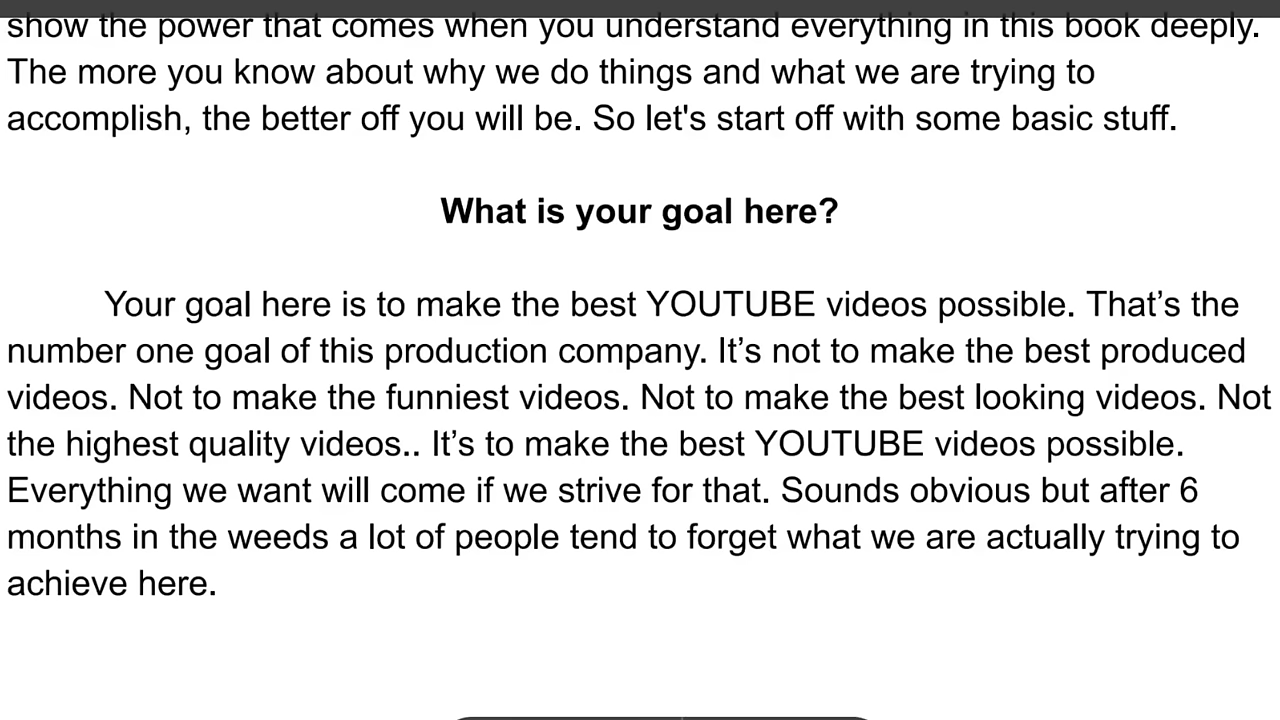 show the power that comes when you understand everything in this book deeply.
The more you know about why we do things and what we are trying to
accomplish, the better off you will be. So let's start off with some basic stuff.
What is your goal here?
Your goal here is to make the best YOUTUBE videos possible. That’s the
number one goal of this production company. It’s not to make the best produced
videos. Not to make the funniest videos. Not to make the best looking videos. Not
the highest quality videos.. It’s to make the best YOUTUBE videos possible.
Everything we want will come if we strive for that. Sounds obvious but after 6
months in the weeds a lot of people tend to forget what we are actually trying to
achieve here.